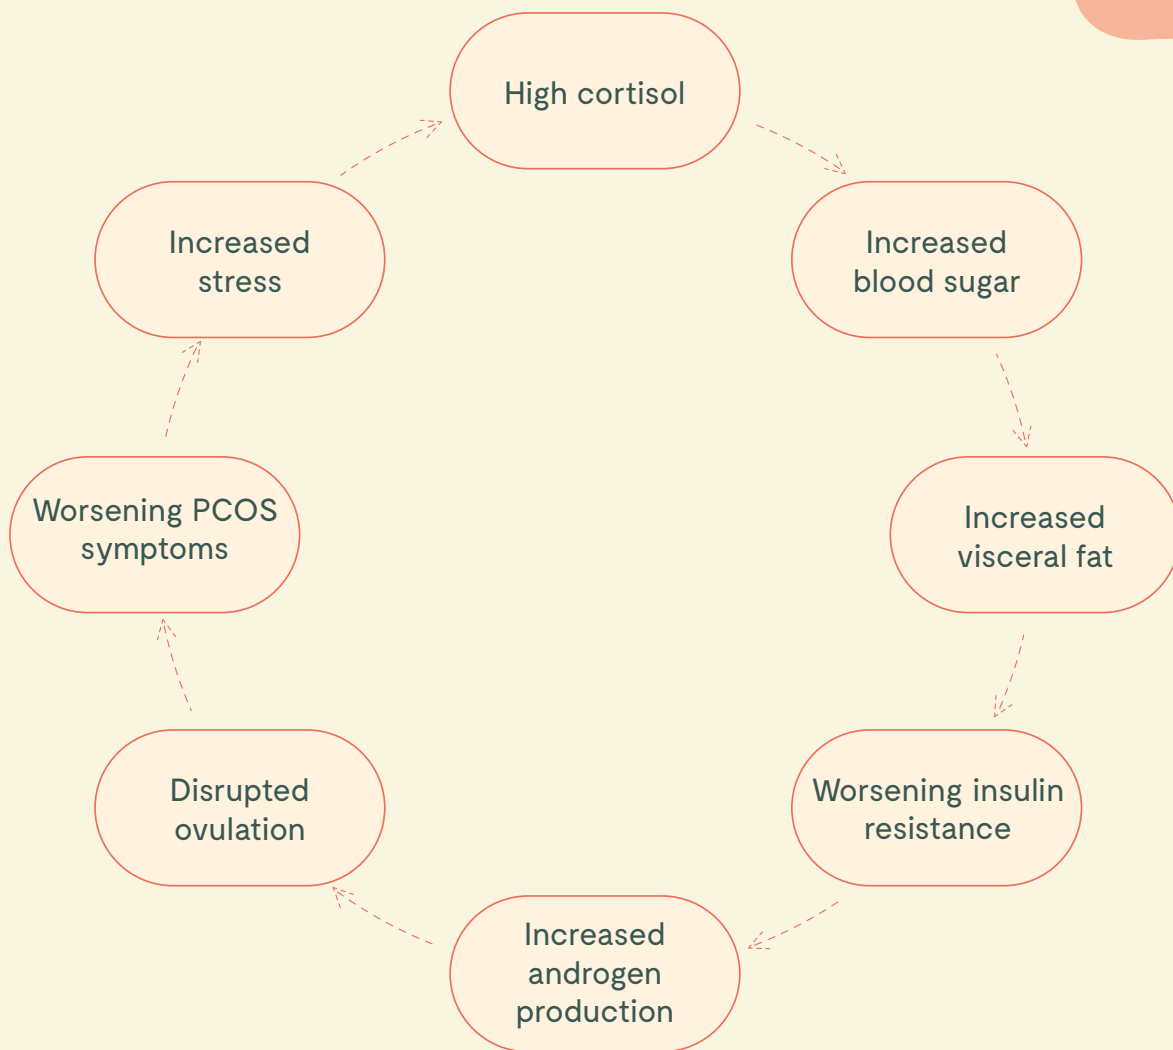 High cortisol
Increased
blood sugar
Increased
visceral fat
Worsening insulin
resistance
Increased
androgen
production
Disrupted
ovulation
Worsening PCOS
symptoms
Increased
stress